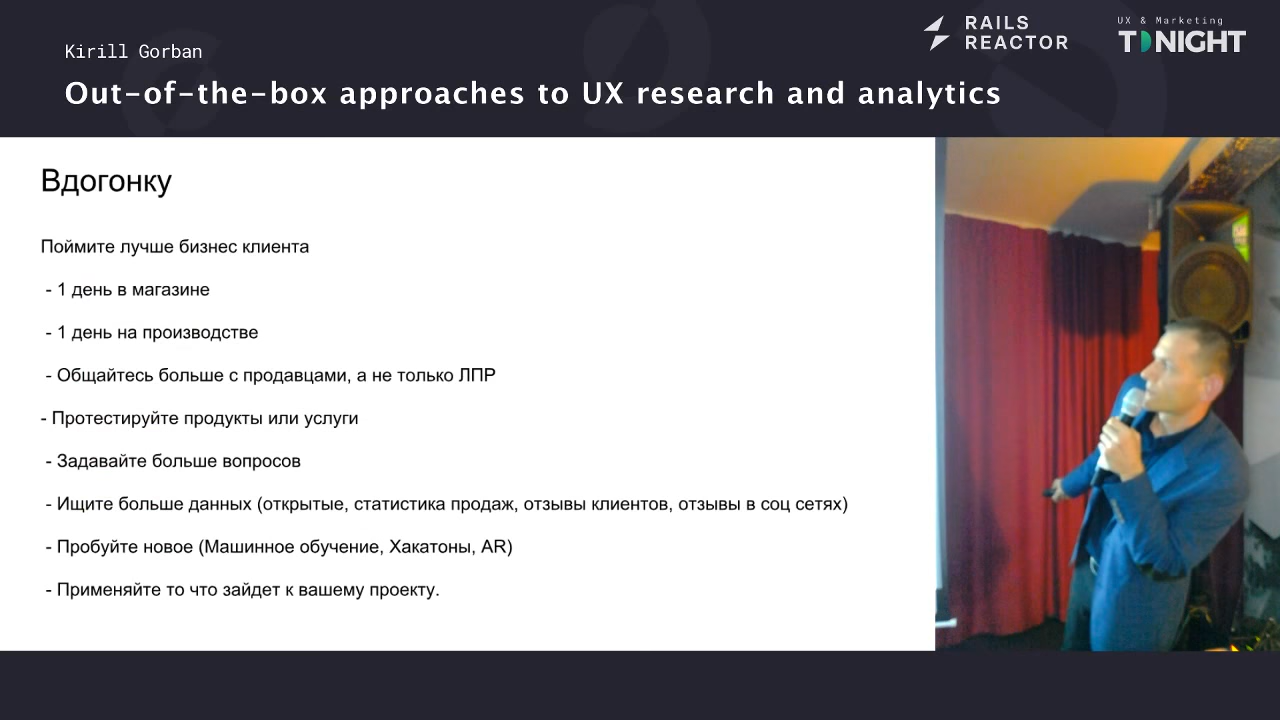 Kirill Gorban
Out-of-the-box approaches to UX research and analytics
RAILS
REACTOR
UX & Marketing
TONIGHT
Вдогонку
Поймите лучше бизнес клиента
- 1 день в магазине
- 1 день на производстве
- Общайтесь больше с продавцами, а не только ЛПР
- Протестируйте продукты или услуги
- Задавайте больше вопросов
- Ищите больше данных (открытые, статистика продаж, отзывы клиентов, отзывы в соц сетях)
- Пробуйте новое (Машинное обучение, Хакатоны, AR)
- Применяйте то что зайдет к вашему проекту.